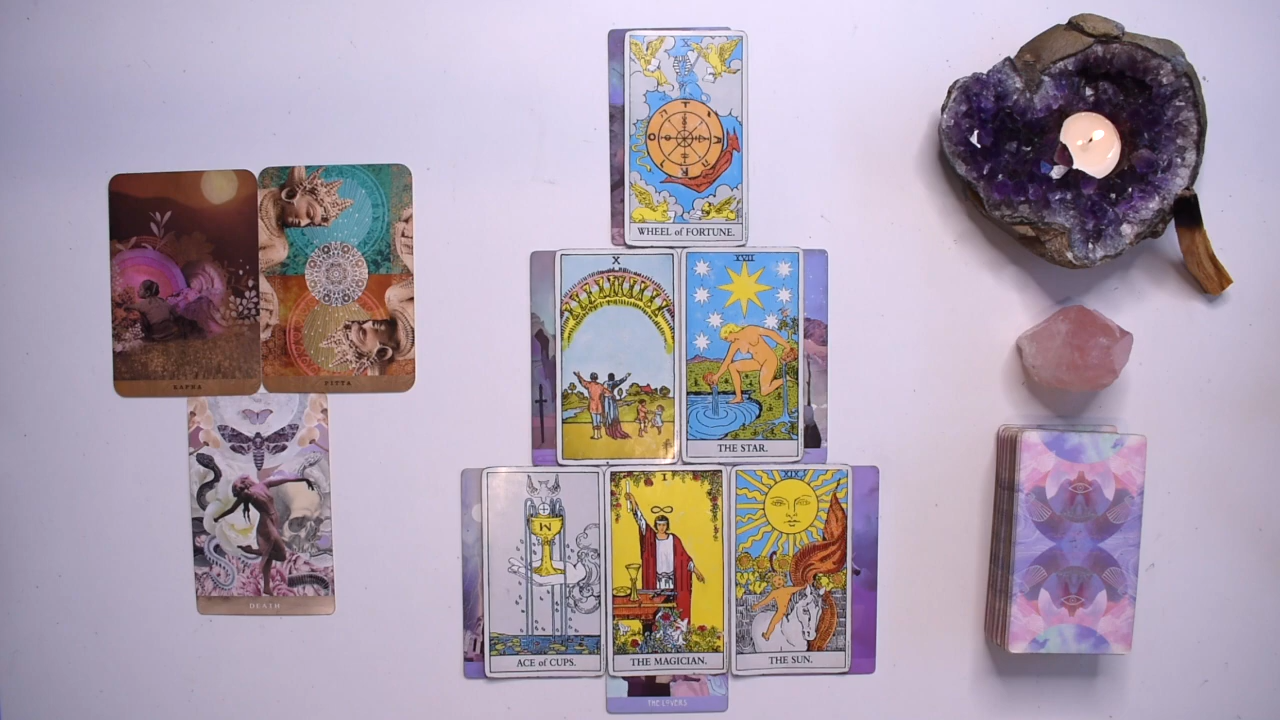 X
WHEEL of FORTUNE.
KAPHA
PITTA
X
XVII
THE STAR.
DEATH
ACE of CUPS.
I
THE MAGICIAN.
XIX
THE SUN.
THE LOVERS